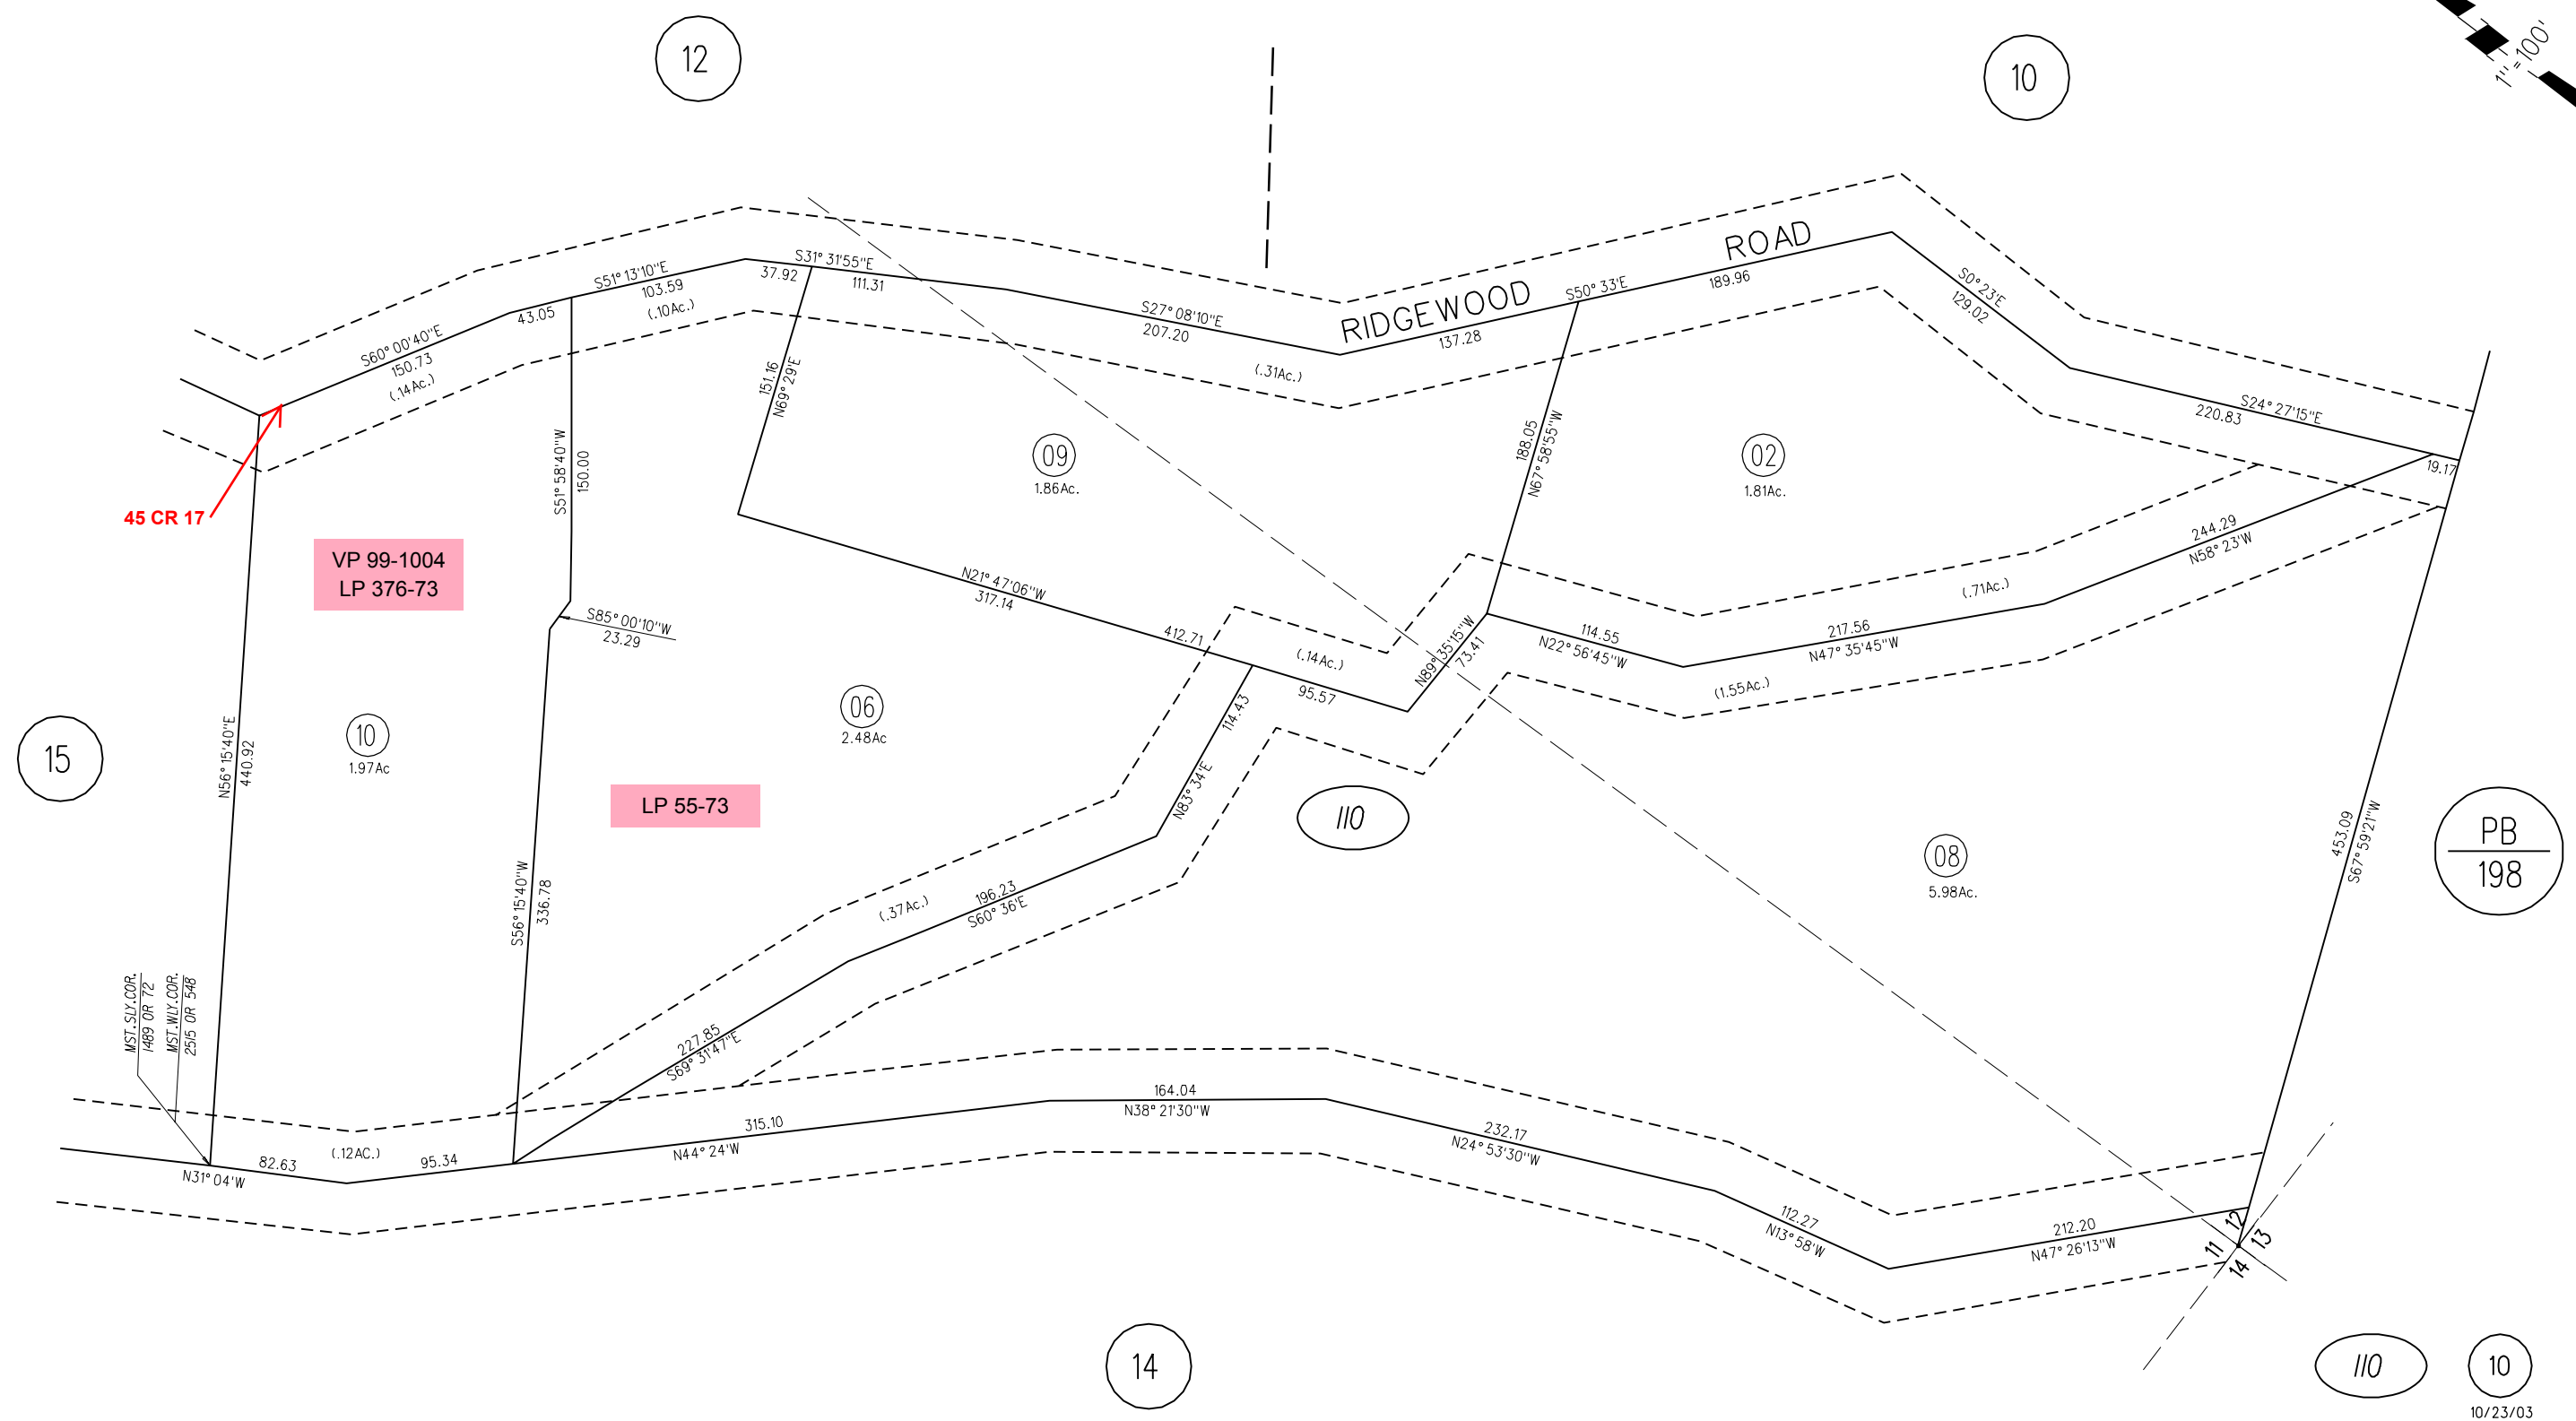 12
10
1"=100'
S60°00'40"E
150.73
(.14Ac.)
43.05
S51°13'10"E
103.59
(.10Ac.)
37.92
S31°31'55"E
111.31
S27°08'10"E
207.20
RIDGEWOOD ROAD
137.28
S50°33'E
189.96
S0°23'E
129.02
S24°27'15"E
220.83
19.17
(.31Ac.)
151.16
N69°29'E
188.05
N67°58'55"W
S51°58'40"W
150.00
45 CR 17
VP 99-1004
LP 376-73
09
1.86Ac.
02
1.81Ac.
244.29
N58°23'W
(.71Ac.)
N21°47'06"W
317.14
412.71
S85°00'10"W
23.29
(.14Ac.)
95.57
N89°35'15"W
73.41
114.55
N22°56'45"W
217.56
N47°35'45"W
(1.55Ac.)
15
N56°15'40"E
440.92
10
1.97Ac
06
2.48Ac
LP 55-73
114.43
N83°34'E
110
08
5.98Ac.
453.09
S67°59'21"W
PB
198
S56°15'40"W
336.78
(.37Ac.)
196.23
S60°36'E
227.85
S69°31'47"E
MST.SLY.COR.
1489 OR 72
MST.WLY.COR.
2515 OR 548
N31°04'W
82.63
(.12AC.)
95.34
315.10
N44°24'W
164.04
N38°21'30"W
232.17
N24°53'30"W
112.27
N13°58'W
212.20
N47°26'13"W
12
13
11
14
14
110
10
10/23/03